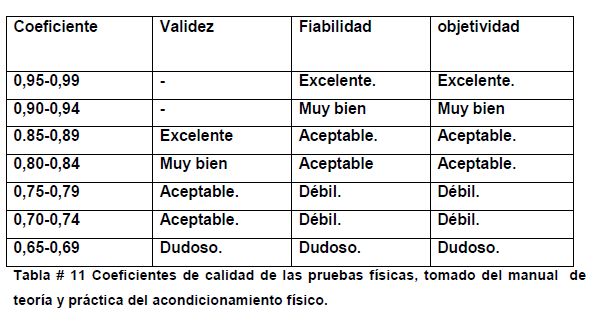 Coeficiente Validez Fiabilidad objetividad
0,95-0,99 - Excelente. Excelente.
0,90-0,94 - Muy bien Muy bien
0.85-0,89 Excelente Aceptable. Aceptable.
0,80-0,84 Muy bien Aceptable Aceptable.
0,75-0,79 Aceptable. Débil. Débil.
0,70-0,74 Aceptable. Débil. Débil.
0,65-0,69 Dudoso. Dudoso. Dudoso.
Tabla # 11 Coeficientes de calidad de las pruebas físicas, tomado del manual de
teoría y práctica del acondicionamiento físico.